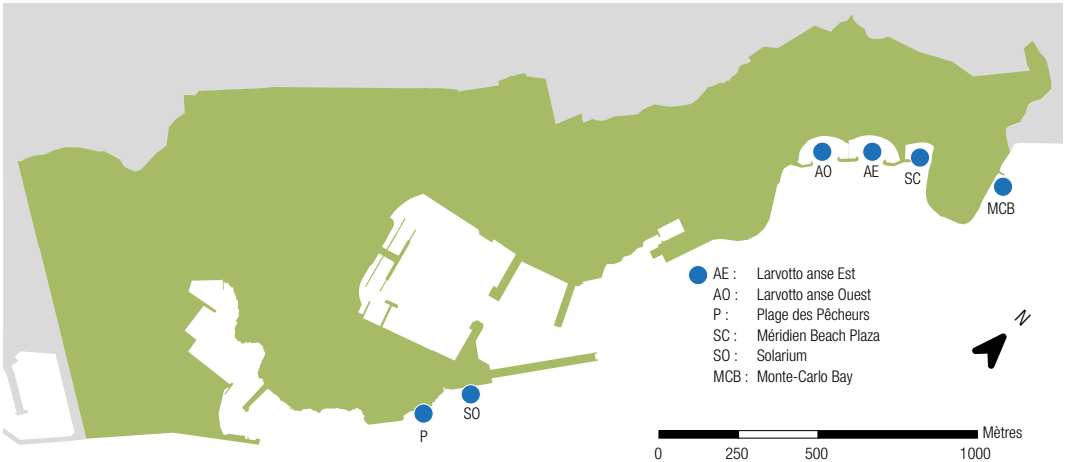 AO
AE
SC
MCB
AE : Larvotto anse Est
AO : Larvotto anse Ouest
P : Plage des Pêcheurs
SC : Méridien Beach Plaza
SO : Solarium
MCB : Monte-Carlo Bay
N
SO
P
Mètres
0 250 500 1000